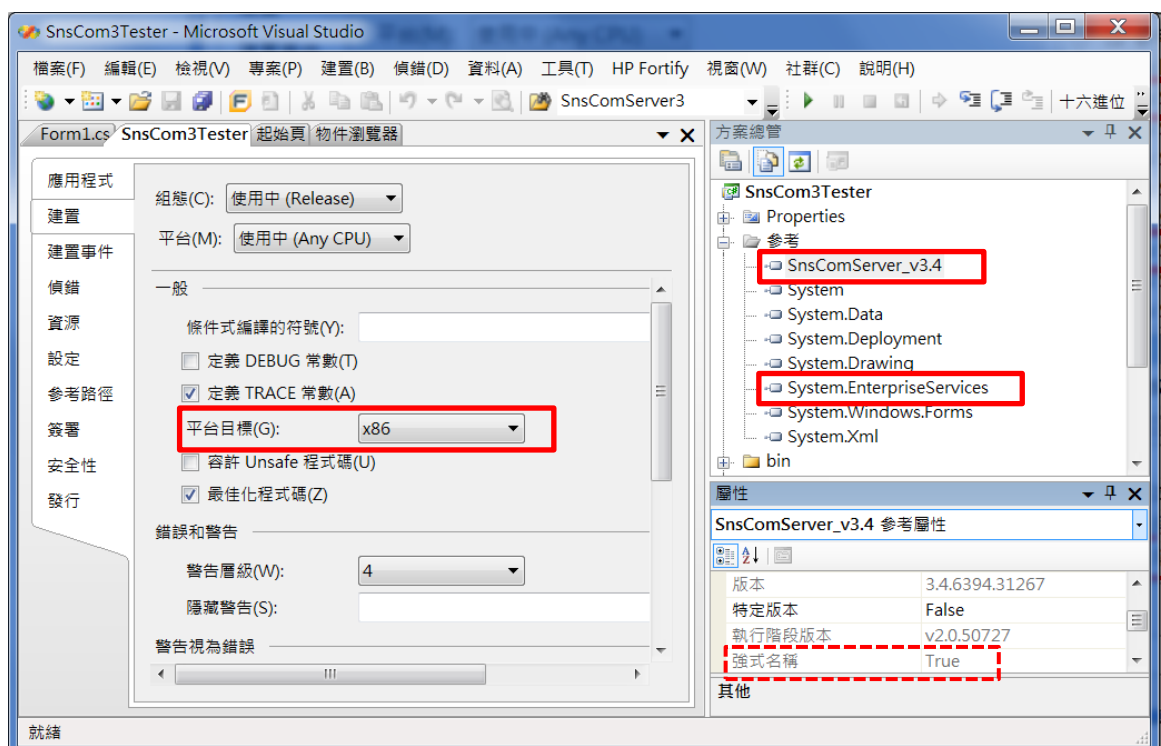 SnsCom3Tester - Microsoft Visual Studio
檔案(F) 編輯(E) 檢視(V) 專案(P) 建置(B) 偵錯(D) 資料(A) 工具(T) HP Fortify 視窗(W) 社群(C) 說明(H)
SnsComServer3 十六進位
Form1.cs SnsCom3Tester 起始頁 物件瀏覽器
應用程式
建置
建置事件
偵錯
資源
設定
參考路徑
簽署
安全性
發行
組態(C): 使用中 (Release)
平台(M): 使用中 (Any CPU)
一般
條件式編譯的符號(Y):
定義 DEBUG 常數(T)
定義 TRACE 常數(A)
平台目標(G): x86
容許 Unsafe 程式碼(U)
最佳化程式碼(Z)
錯誤和警告
警告層級(W): 4
隱藏警告(S):
警告視為錯誤
方案總管
SnsCom3Tester
Properties
參考
SnsComServer_v3.4
System
System.Data
System.Deployment
System.Drawing
System.EnterpriseServices
System.Windows.Forms
System.Xml
bin
屬性
SnsComServer_v3.4 參考屬性
版本 3.4.6394.31267
特定版本 False
執行階段版本 v2.0.50727
強式名稱 True
其他
就緒